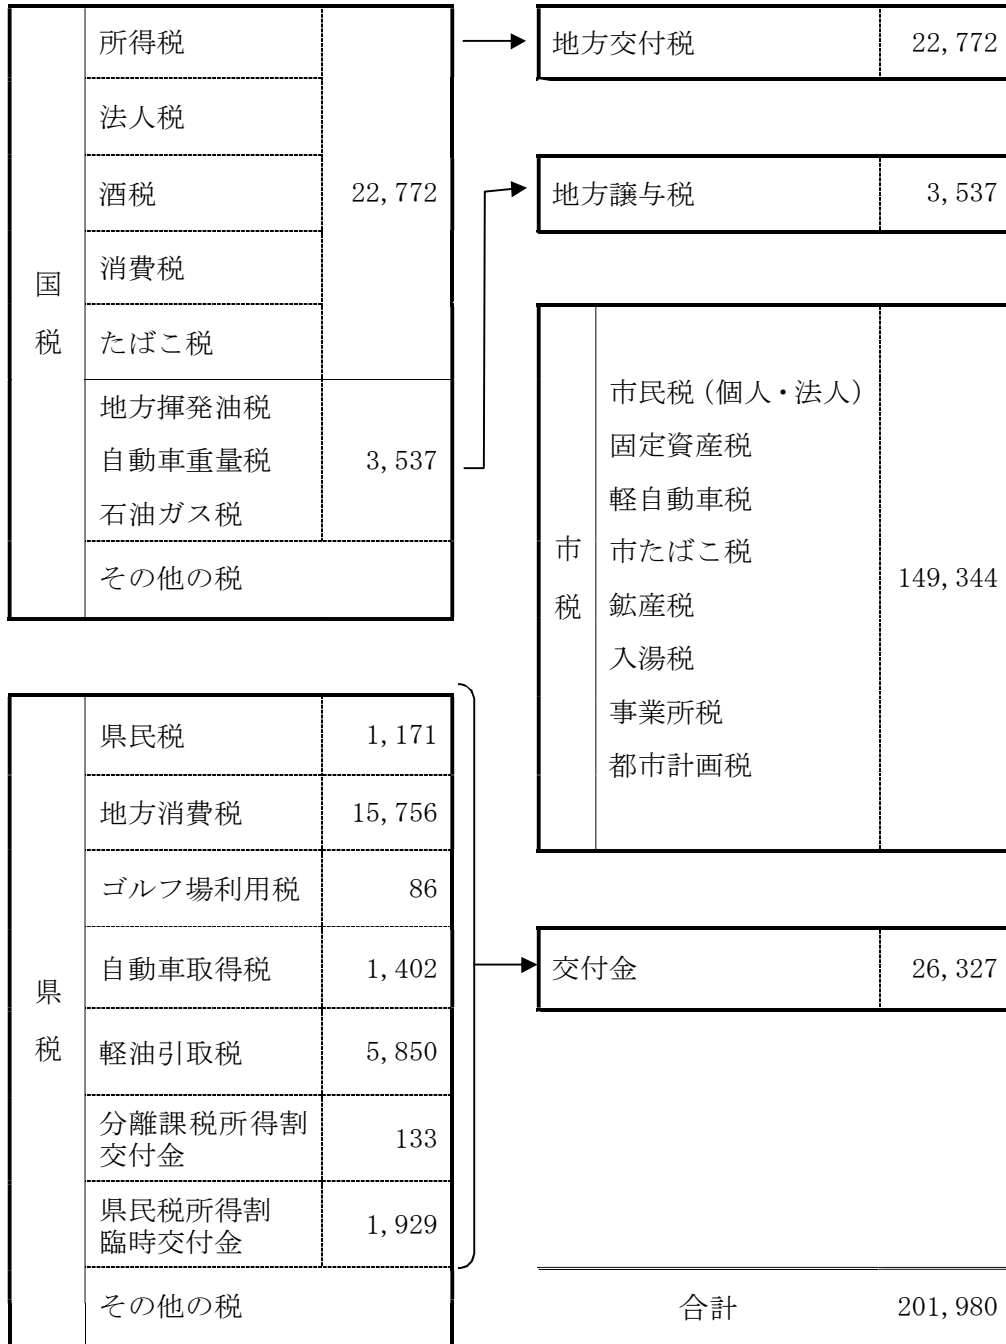 国税
所得税
法人税
酒税
消費税
たばこ税
22,772
地方揮発油税
自動車重量税
石油ガス税
3,537
その他の税
県税
県民税 1,171
地方消費税 15,756
ゴルフ場利用税 86
自動車取得税 1,402
軽油引取税 5,850
分離課税所得割
交付金
133
県民税所得割
臨時交付金
1,929
その他の税
地方交付税 22,772
地方譲与税 3,537
市税
市民税(個人・法人)
固定資産税
軽自動車税
市たばこ税
鉱産税
入湯税
事業所税
都市計画税
149,344
交付金 26,327
合計 201,980